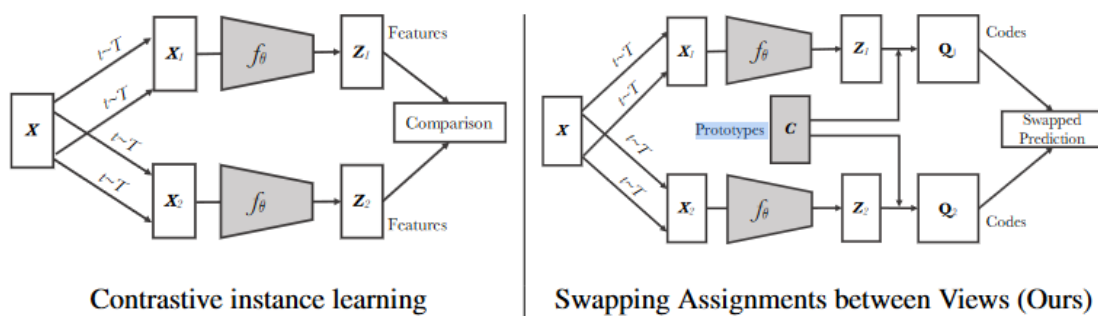 t~T
t~T
t~T
t~T
X
X1
fθ
Z1
Features
Comparison
X2
fθ
Z2
Features
Contrastive instance learning
t~T
t~T
t~T
t~T
X
X1
fθ
Z1
Q1
Codes
Prototypes
C
Swapped
Prediction
X2
fθ
Z2
Q2
Codes
Swapping Assignments between Views (Ours)